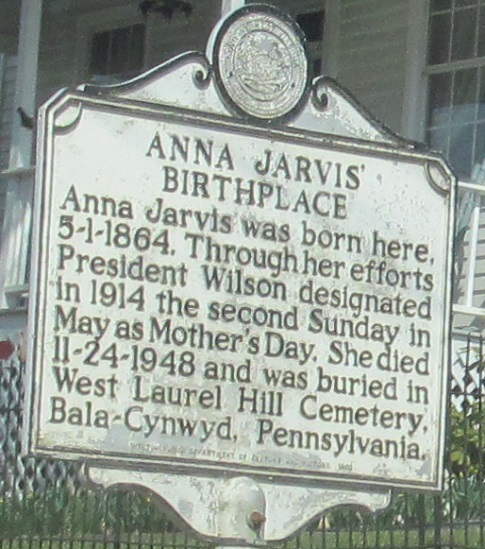 ANNA JARVIS'
BIRTHPLACE
Anna Jarvis was born here,
5-1-1864. Through her efforts
President Wilson designated
in 1914 the second Sunday in
May as Mother's Day. She died
11-24-1948 and was buried in
West Laurel Hill Cemetery,
Bala-Cynwyd, Pennsylvania.